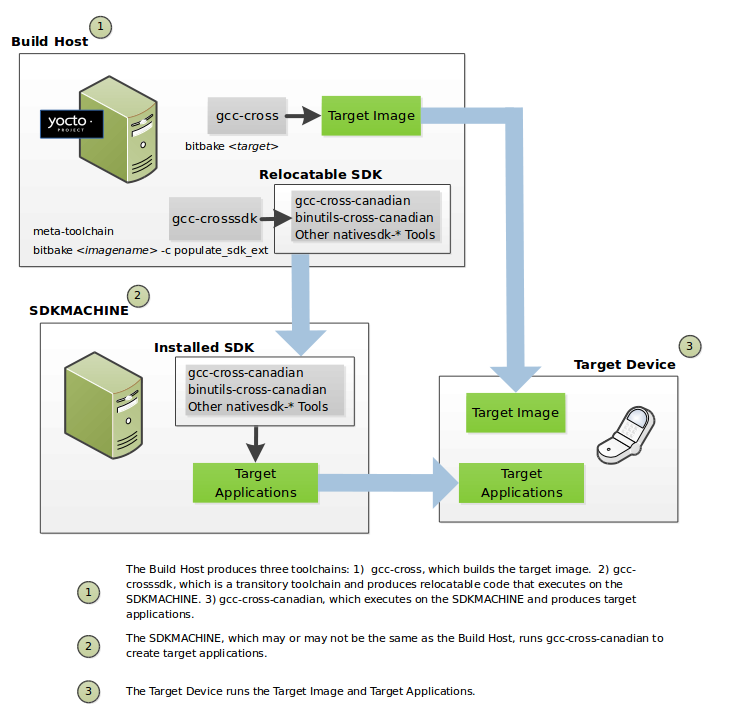 1
Build Host
yocto ·
PROJECT
gcc-cross
Target Image
bitbake <target>
Relocatable SDK
gcc-crosssdk
gcc-cross-canadian
binutils-cross-canadian
Other nativesdk-* Tools
meta-toolchain
bitbake <imagename> -c populate_sdk_ext
2
SDKMACHINE
Installed SDK
gcc-cross-canadian
binutils-cross-canadian
Other nativesdk-* Tools
Target
Applications
3
Target Device
Target Image
Target
Applications
1
The Build Host produces three toolchains: 1)  gcc-cross, which builds the target image.  2) gcc-
crosssdk, which is a transitory toolchain and produces relocatable code that executes on the
SDKMACHINE. 3) gcc-cross-canadian, which executes on the SDKMACHINE and produces target
applications.
2
The SDKMACHINE, which may or may not be the same as the Build Host, runs gcc-cross-canadian to
create target applications.
3
The Target Device runs the Target Image and Target Applications.